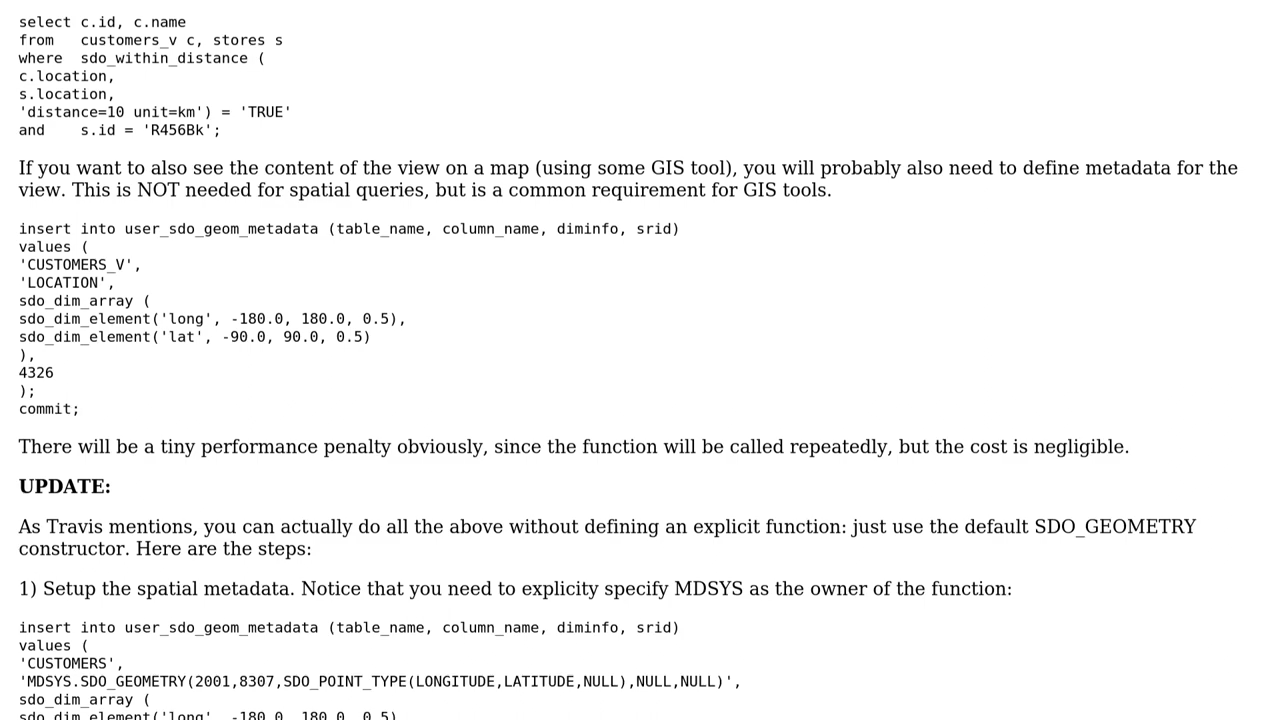 select c.id, c.name
from   customers_v c, stores s
where  sdo_within_distance (
c.location,
s.location,
'distance=10 unit=km') = 'TRUE'
and    s.id = 'R456Bk';
If you want to also see the content of the view on a map (using some GIS tool), you will probably also need to define metadata for the
view. This is NOT needed for spatial queries, but is a common requirement for GIS tools.
insert into user_sdo_geom_metadata (table_name, column_name, diminfo, srid)
values (
'CUSTOMERS_V',
'LOCATION',
sdo_dim_array (
sdo_dim_element('long', -180.0, 180.0, 0.5),
sdo_dim_element('lat', -90.0, 90.0, 0.5)
),
4326
);
commit;
There will be a tiny performance penalty obviously, since the function will be called repeatedly, but the cost is negligible.
UPDATE:
As Travis mentions, you can actually do all the above without defining an explicit function: just use the default SDO_GEOMETRY
constructor. Here are the steps:
1) Setup the spatial metadata. Notice that you need to explicity specify MDSYS as the owner of the function:
insert into user_sdo_geom_metadata (table_name, column_name, diminfo, srid)
values (
'CUSTOMERS',
'MDSYS.SDO_GEOMETRY(2001,8307,SDO_POINT_TYPE(LONGITUDE,LATITUDE,NULL),NULL,NULL)',
sdo_dim_array (
sdo_dim_element('long', -180.0, 180.0, 0.5),